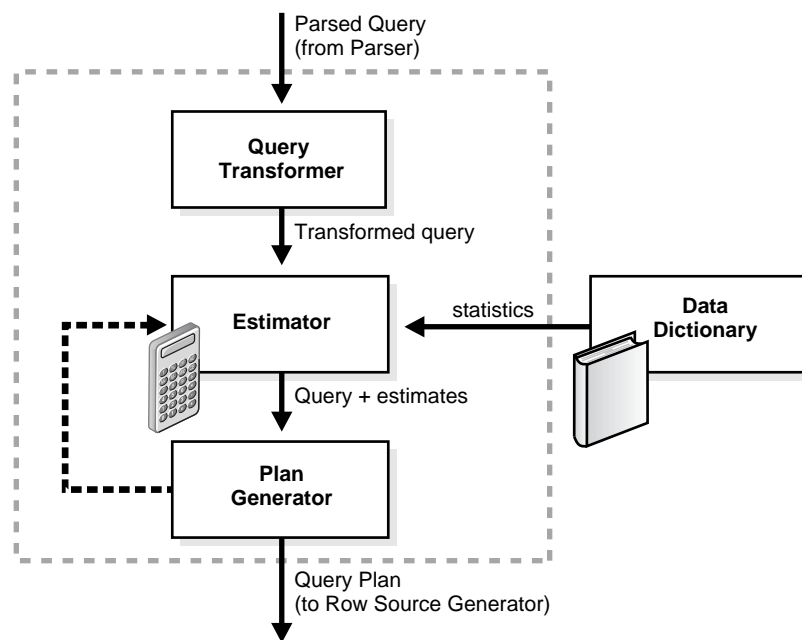 Parsed Query
(from Parser)
Query
Transformer
Transformed query
Estimator
statistics
Data
Dictionary
Query + estimates
Plan
Generator
Query Plan
(to Row Source Generator)